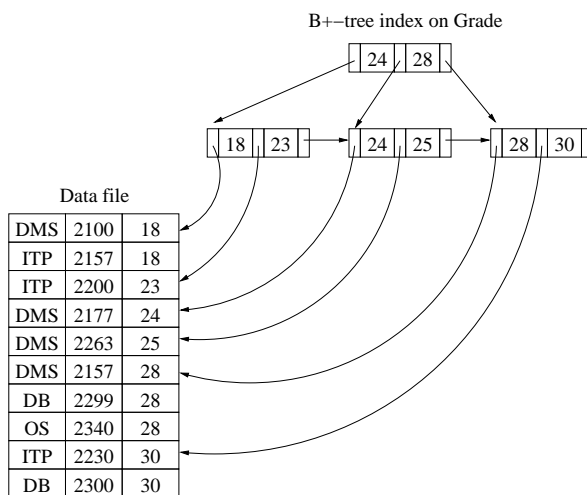 B+−tree index on Grade
24 28
18 23 24 25 28 30
Data file
DMS 2100 18
ITP 2157 18
ITP 2200 23
DMS 2177 24
DMS 2263 25
DMS 2157 28
DB 2299 28
OS 2340 28
ITP 2230 30
DB 2300 30